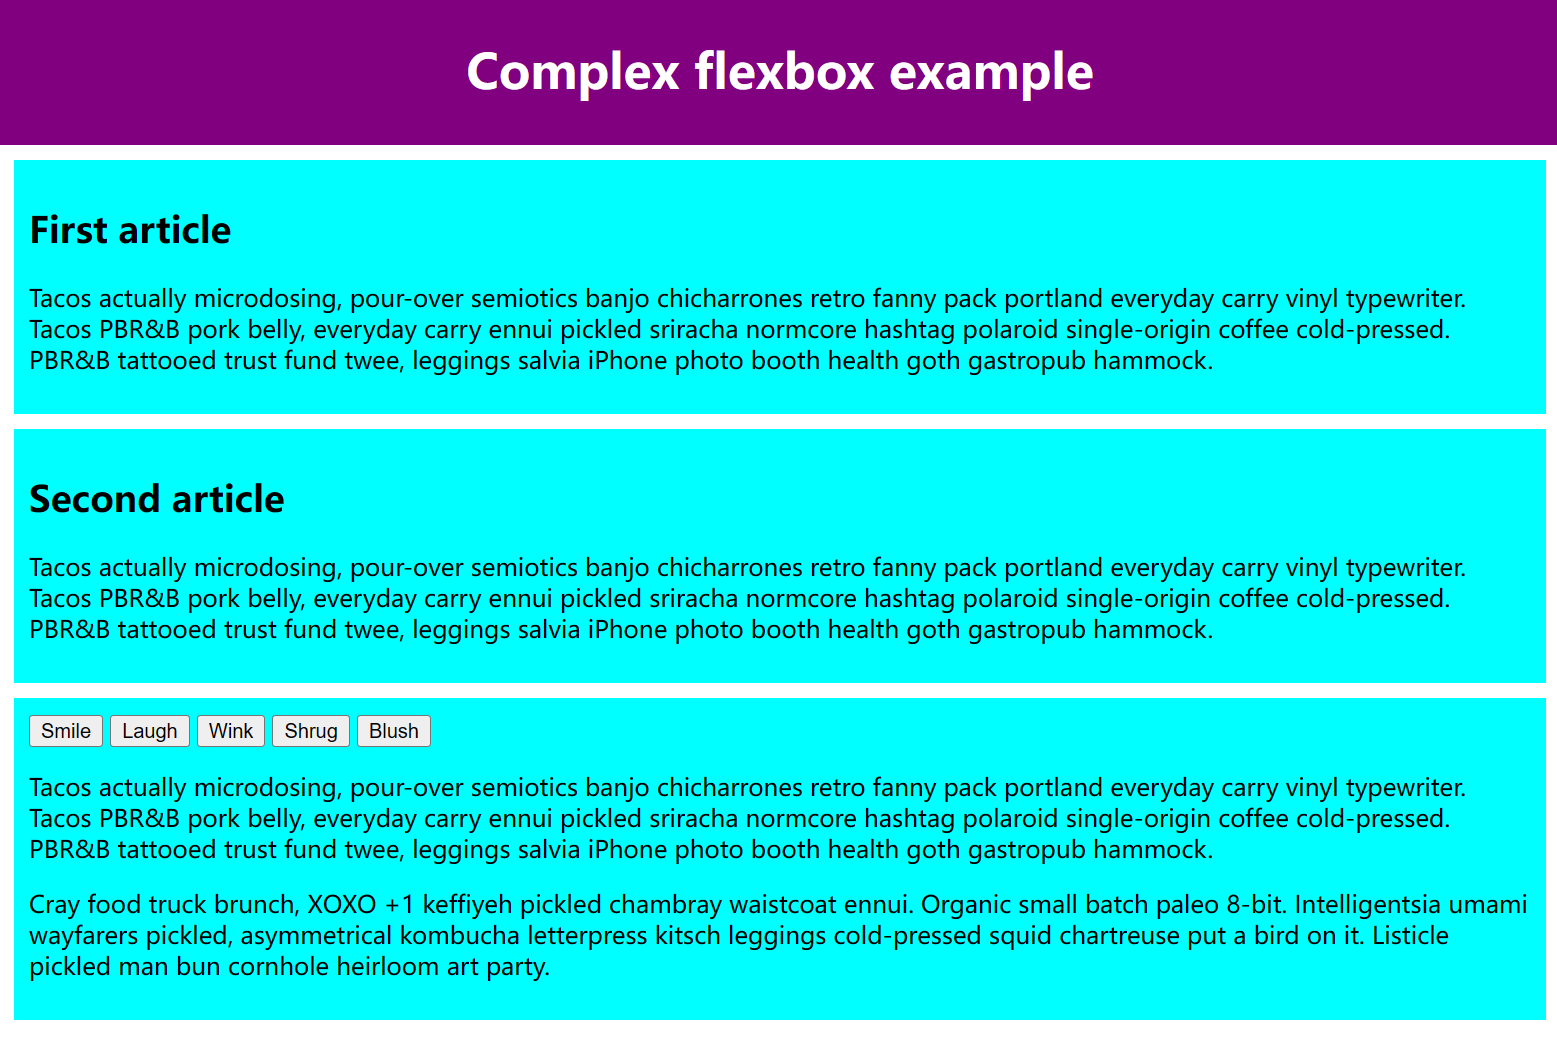 Complex flexbox example
First article
Tacos actually microdosing, pour-over semiotics banjo chicharrones retro fanny pack portland everyday carry vinyl typewriter.
Tacos PBR&B pork belly, everyday carry ennui pickled sriracha normcore hashtag polaroid single-origin coffee cold-pressed.
PBR&B tattooed trust fund twee, leggings salvia iPhone photo booth health goth gastropub hammock.
Second article
Tacos actually microdosing, pour-over semiotics banjo chicharrones retro fanny pack portland everyday carry vinyl typewriter.
Tacos PBR&B pork belly, everyday carry ennui pickled sriracha normcore hashtag polaroid single-origin coffee cold-pressed.
PBR&B tattooed trust fund twee, leggings salvia iPhone photo booth health goth gastropub hammock.
Smile Laugh Wink Shrug Blush
Tacos actually microdosing, pour-over semiotics banjo chicharrones retro fanny pack portland everyday carry vinyl typewriter.
Tacos PBR&B pork belly, everyday carry ennui pickled sriracha normcore hashtag polaroid single-origin coffee cold-pressed.
PBR&B tattooed trust fund twee, leggings salvia iPhone photo booth health goth gastropub hammock.
Cray food truck brunch, XOXO +1 keffiyeh pickled chambray waistcoat ennui. Organic small batch paleo 8-bit. Intelligentsia umami
wayfarers pickled, asymmetrical kombucha letterpress kitsch leggings cold-pressed squid chartreuse put a bird on it. Listicle
pickled man bun cornhole heirloom art party.